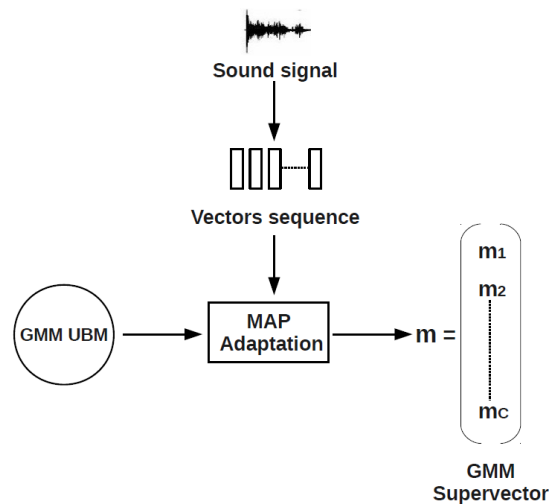 Sound signal
Vectors sequence
GMM UBM
MAP
Adaptation
m =
m1
m2
mC
GMM
Supervector